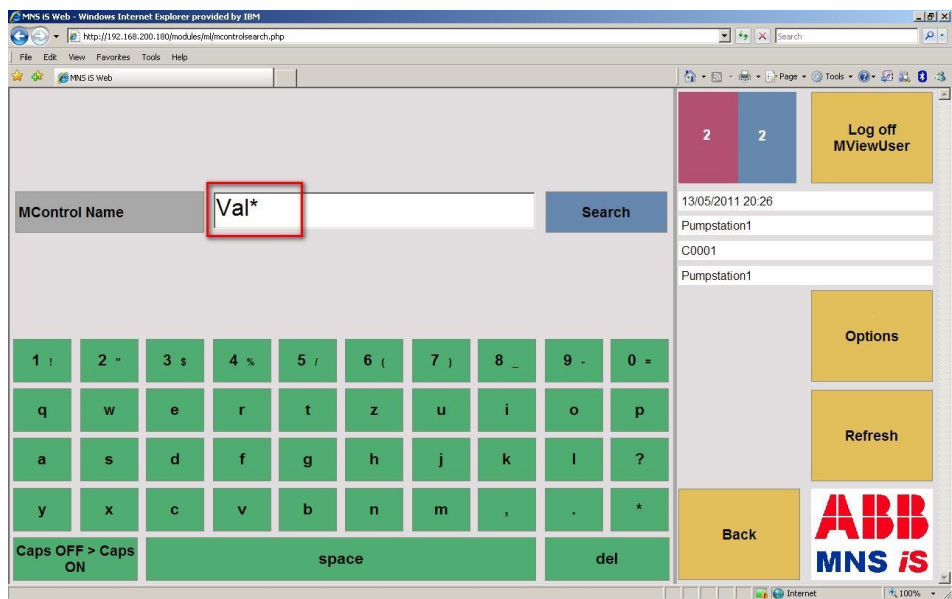 MNS iS Web - Windows Internet Explorer provided by IBM
http://192.168.200.180/modules/ml/mcontrolsearch.php
Search
File Edit View Favorites Tools Help
MNS iS Web
Page Tools
2 2
Log off
MViewUser
MControl Name
Val*
Search
13/05/2011 20:26
Pumpstation1
C0001
Pumpstation1
Options
1 ! 2 " 3 $ 4 % 5 / 6 ( 7 ) 8 _ 9 - 0 =
q w e r t z u i o p
Refresh
a s d f g h j k l ?
y x c v b n m , . *
Back
ABB
MNS iS
Caps OFF > Caps
ON
space
del
Internet
100%